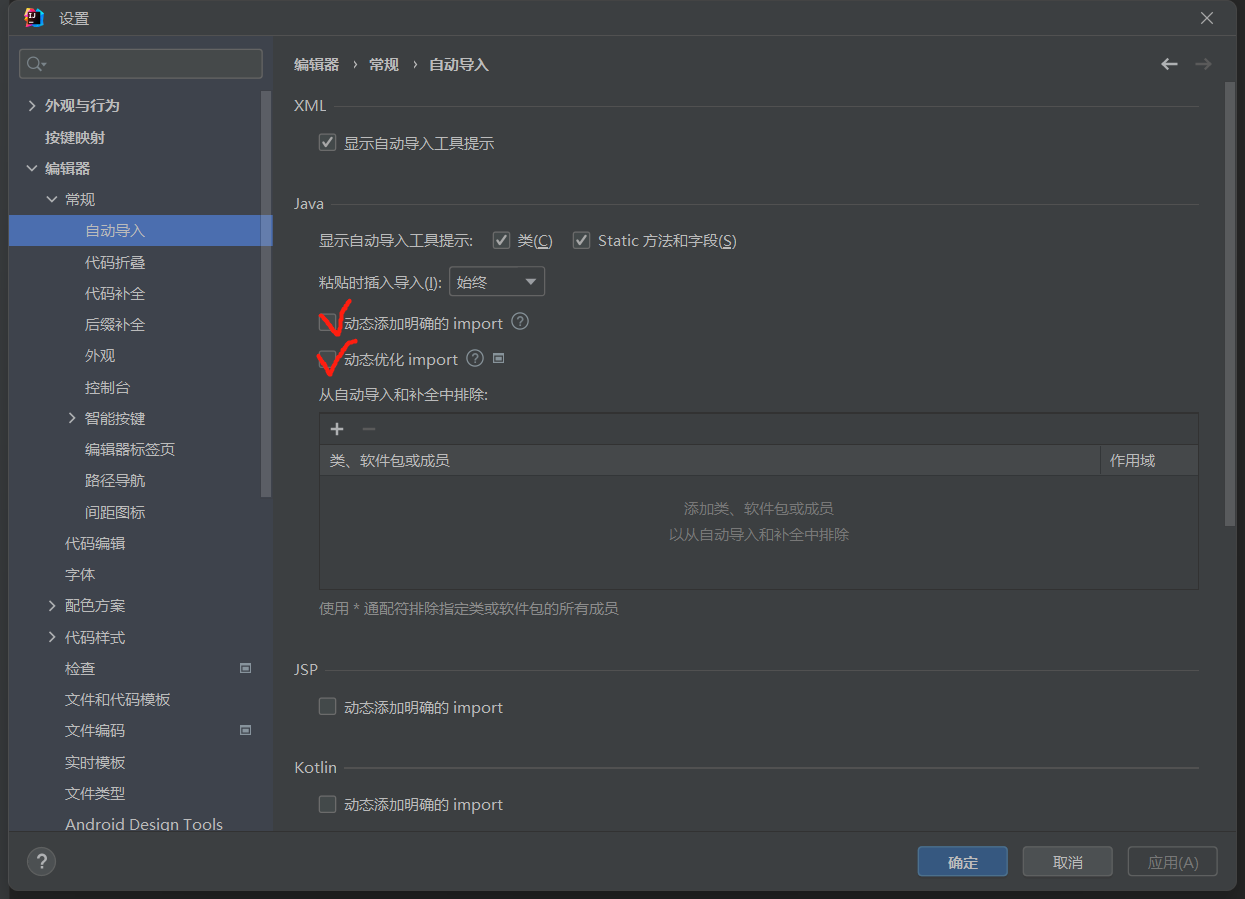 设置
外观与行为
按键映射
编辑器
常规
自动导入
代码折叠
代码补全
后缀补全
外观
控制台
智能按键
编辑器标签页
路径导航
间距图标
代码编辑
字体
配色方案
代码样式
检查
文件和代码模板
文件编码
实时模板
文件类型
Android Design Tools
编辑器 › 常规 › 自动导入
XML
显示自动导入工具提示
Java
显示自动导入工具提示: 类(C) Static 方法和字段(S)
粘贴时插入导入(I): 始终
动态添加明确的 import ?
动态优化 import ?
从自动导入和补全中排除:
类、软件包或成员 作用域
添加类、软件包或成员
以从自动导入和补全中排除
使用 * 通配符排除指定类或软件包的所有成员
JSP
动态添加明确的 import
Kotlin
动态添加明确的 import
? 确定 取消 应用(A)